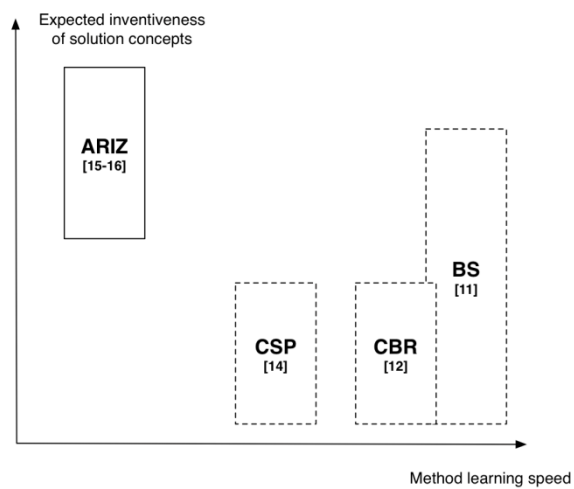 Expected inventiveness
of solution concepts
ARIZ
[15-16]
BS
[11]
CSP
[14]
CBR
[12]
Method learning speed